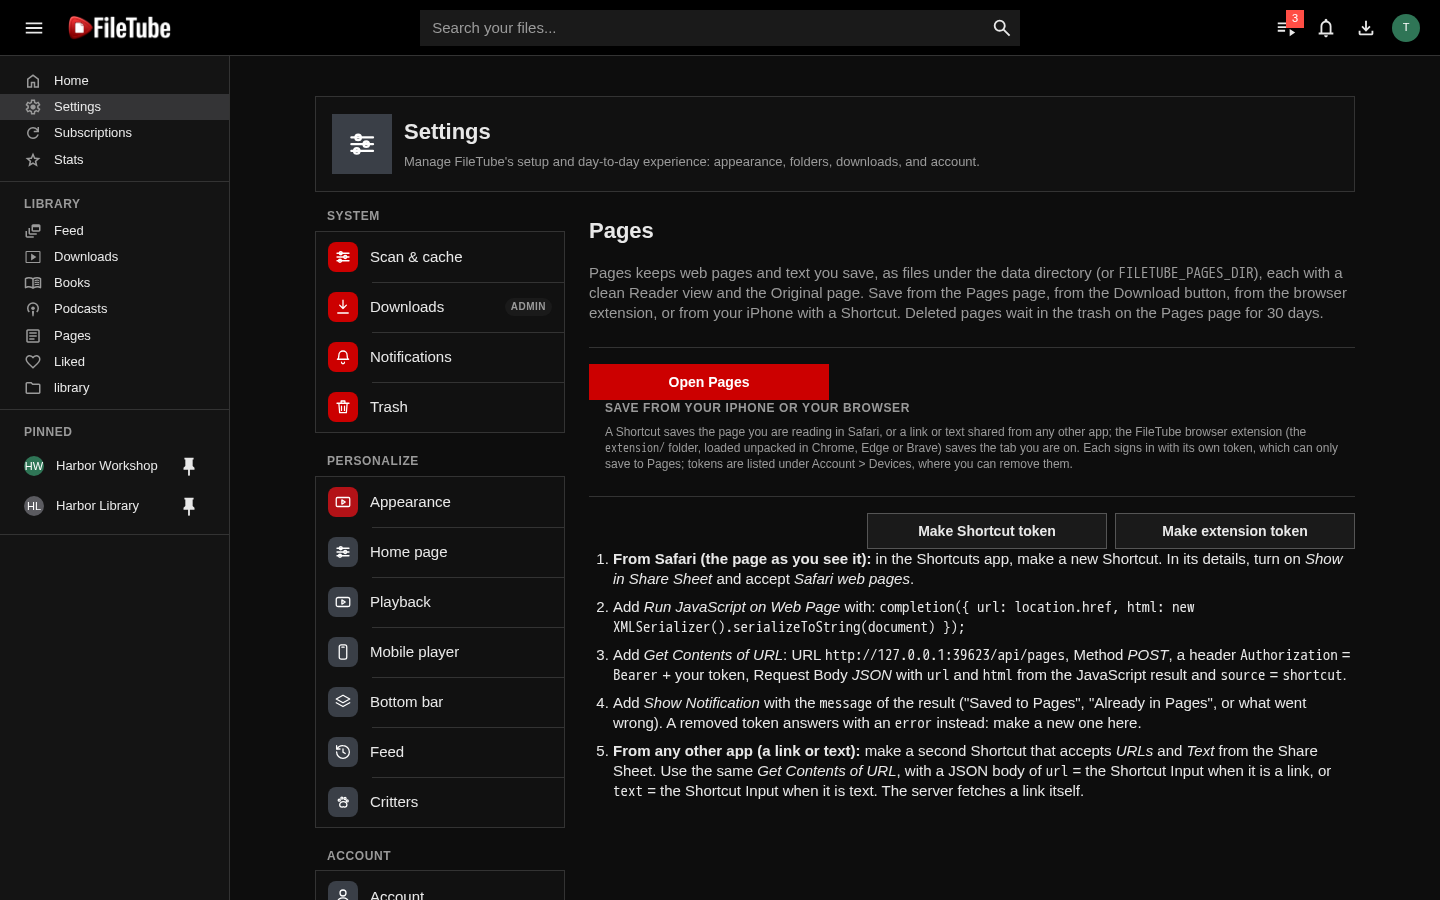 FileTube
Search your files...
3
T
Home
Settings
Subscriptions
Stats
LIBRARY
Feed
Downloads
Books
Podcasts
Pages
Liked
library
PINNED
HW Harbor Workshop
HL Harbor Library
Settings
Manage FileTube's setup and day-to-day experience: appearance, folders, downloads, and account.
SYSTEM
Scan & cache
Downloads ADMIN
Notifications
Trash
PERSONALIZE
Appearance
Home page
Playback
Mobile player
Bottom bar
Feed
Critters
ACCOUNT
Account
Pages
Pages keeps web pages and text you save, as files under the data directory (or FILETUBE_PAGES_DIR), each with a
clean Reader view and the Original page. Save from the Pages page, from the Download button, from the browser
extension, or from your iPhone with a Shortcut. Deleted pages wait in the trash on the Pages page for 30 days.
Open Pages
SAVE FROM YOUR IPHONE OR YOUR BROWSER
A Shortcut saves the page you are reading in Safari, or a link or text shared from any other app; the FileTube browser extension (the
extension/ folder, loaded unpacked in Chrome, Edge or Brave) saves the tab you are on. Each signs in with its own token, which can only
save to Pages; tokens are listed under Account > Devices, where you can remove them.
Make Shortcut token
Make extension token
1. From Safari (the page as you see it): in the Shortcuts app, make a new Shortcut. In its details, turn on Show
in Share Sheet and accept Safari web pages.
2. Add Run JavaScript on Web Page with: completion({ url: location.href, html: new
XMLSerializer().serializeToString(document) });
3. Add Get Contents of URL: URL http://127.0.0.1:39623/api/pages, Method POST, a header Authorization =
Bearer + your token, Request Body JSON with url and html from the JavaScript result and source = shortcut.
4. Add Show Notification with the message of the result ("Saved to Pages", "Already in Pages", or what went
wrong). A removed token answers with an error instead: make a new one here.
5. From any other app (a link or text): make a second Shortcut that accepts URLs and Text from the Share
Sheet. Use the same Get Contents of URL, with a JSON body of url = the Shortcut Input when it is a link, or
text = the Shortcut Input when it is text. The server fetches a link itself.